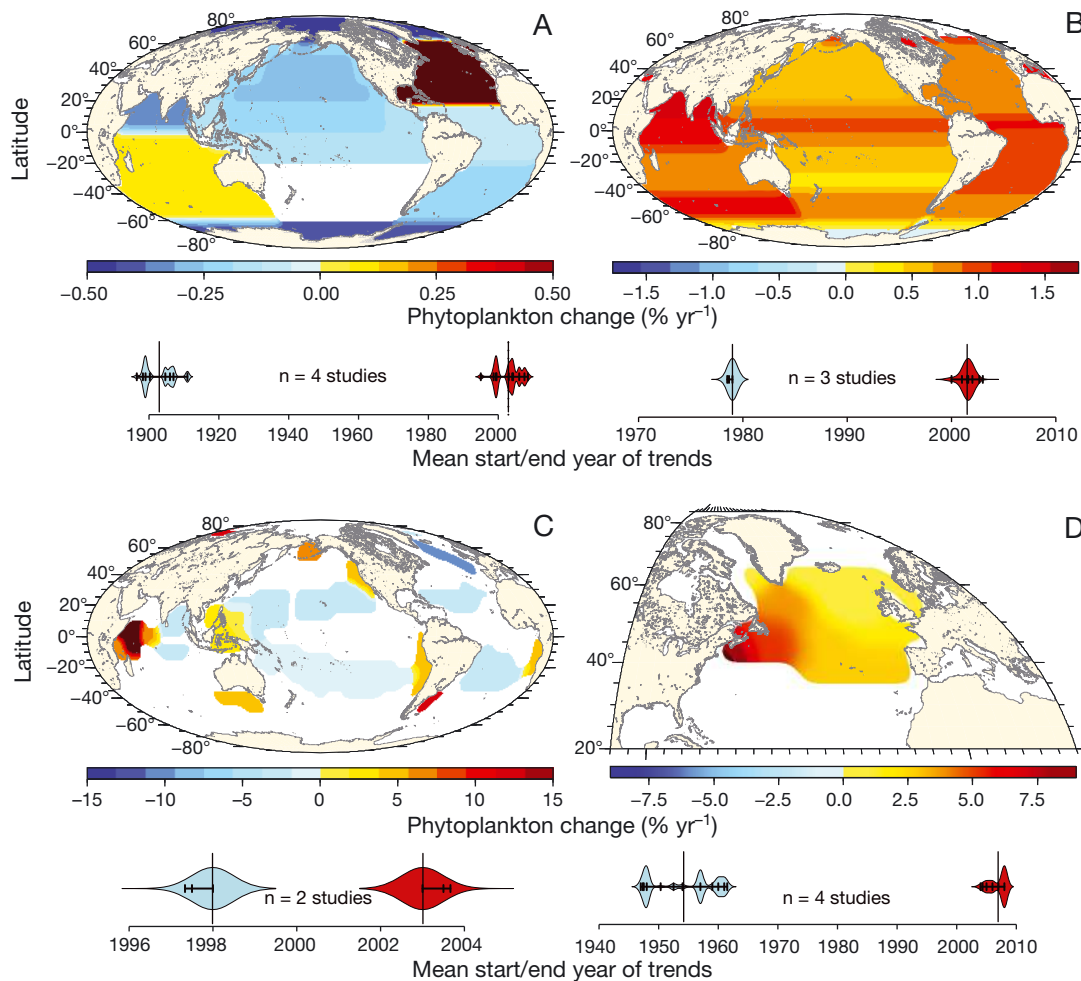 A
B
80°
60°
40°
20°
0°
−20°
−40°
−60°
−80°
Latitude
80°
60°
40°
20°
0°
−20°
−40°
−60°
−80°
−0.50 −0.25 0.00 0.25 0.50
−1.5 −1.0 −0.5 0.0 0.5 1.0 1.5
Phytoplankton change (% yr⁻¹)
n = 4 studies
n = 3 studies
1900 1920 1940 1960 1980 2000
1970 1980 1990 2000 2010
Mean start/end year of trends
C
D
80°
60°
40°
20°
0°
−20°
−40°
−60°
−80°
Latitude
80°
60°
40°
20°
−15 −10 −5 0 5 10 15
−7.5 −5.0 −2.5 0.0 2.5 5.0 7.5
Phytoplankton change (% yr⁻¹)
n = 2 studies
n = 4 studies
1996 1998 2000 2002 2004
1940 1950 1960 1970 1980 1990 2000 2010
Mean start/end year of trends